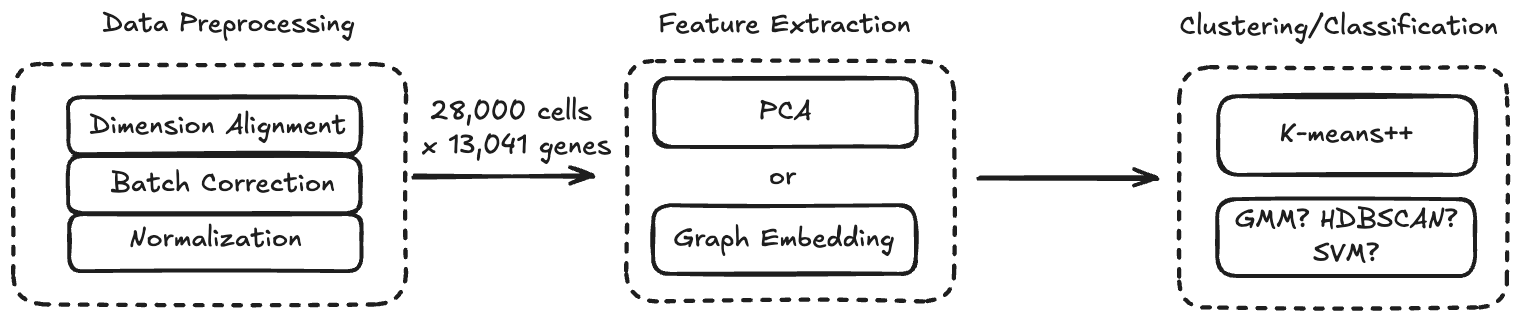 Data Preprocessing
Dimension Alignment
Batch Correction
Normalization
28,000 cells
x 13,041 genes
Feature Extraction
PCA
or
Graph Embedding
Clustering/Classification
K-means++
GMM? HDBSCAN?
SVM?